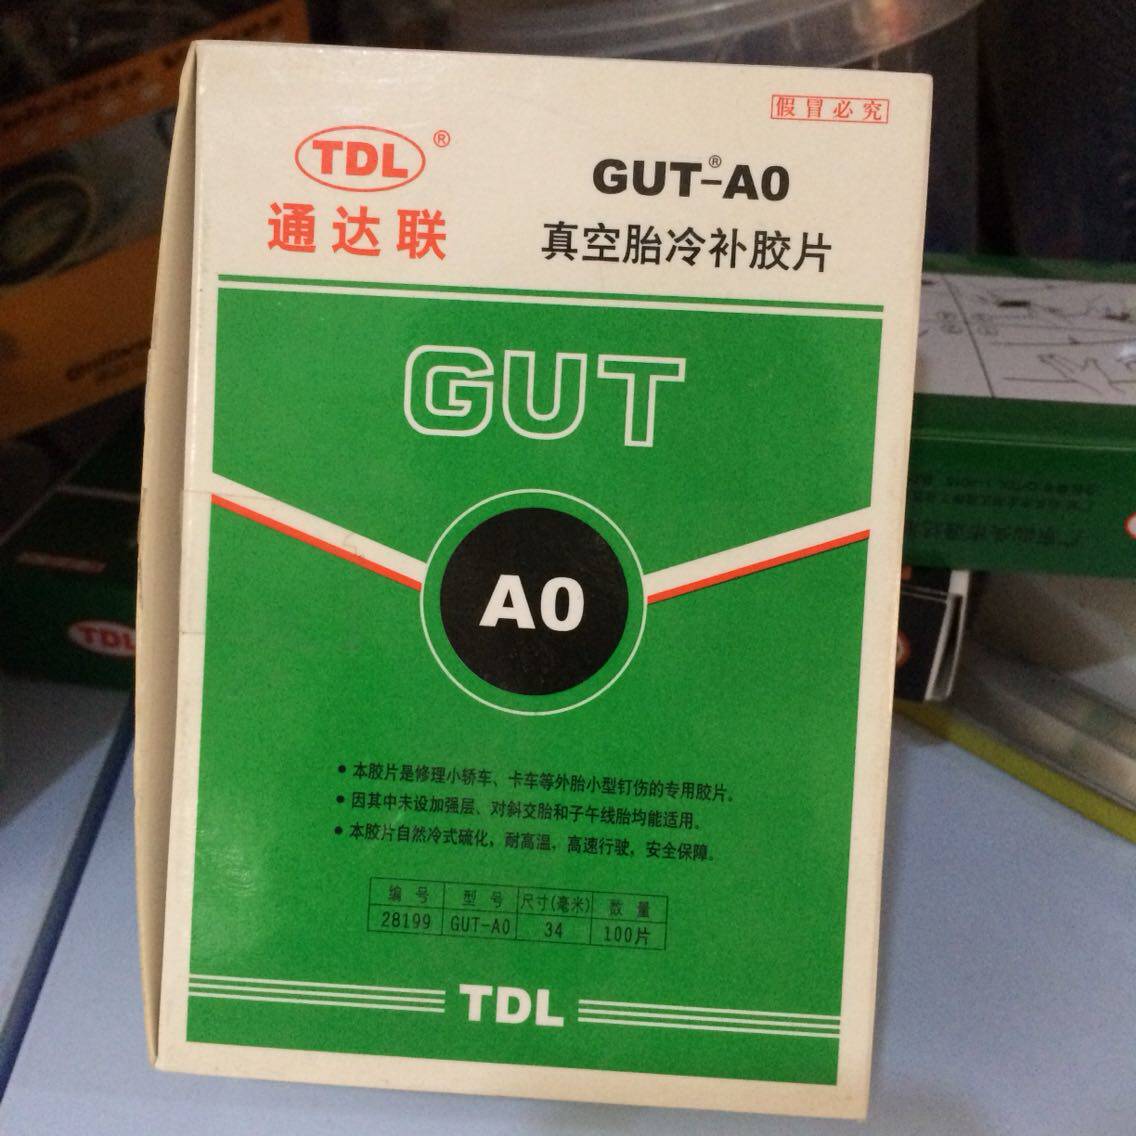 假冒必究
TDL®
通达联
GUT®-A0
真空胎冷补胶片
GUT
A0
• 本胶片是修理小轿车、卡车等外胎小型钉伤的专用胶片。
• 因其中未设加强层、对斜交胎和子午线胎均能适用。
• 本胶片自然冷式硫化，耐高温，高速行驶，安全保障。
编号 型号 尺寸(毫米) 数量
28199 GUT-A0 34 100片
TDL
TDL